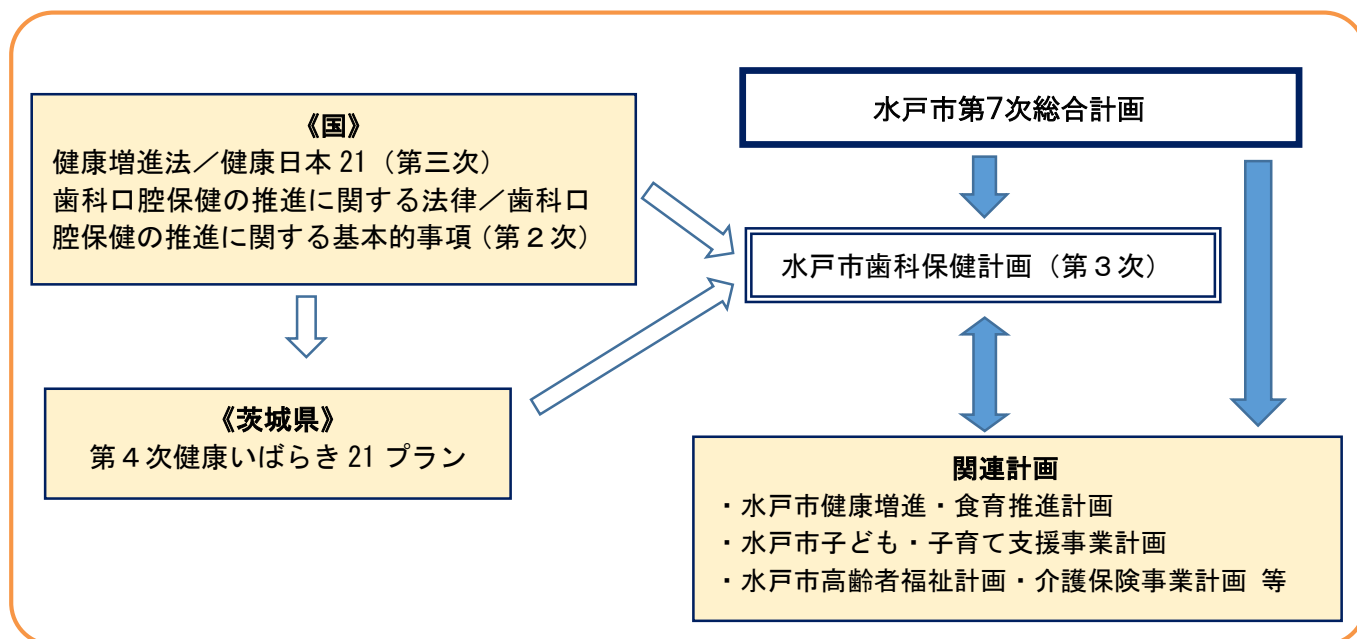 《国》
健康増進法／健康日本 21（第三次）
歯科口腔保健の推進に関する法律／歯科口
腔保健の推進に関する基本的事項（第２次）
《茨城県》
第４次健康いばらき 21 プラン
水戸市第7次総合計画
水戸市歯科保健計画（第３次）
関連計画
・水戸市健康増進・食育推進計画
・水戸市子ども・子育て支援事業計画
・水戸市高齢者福祉計画・介護保険事業計画 等